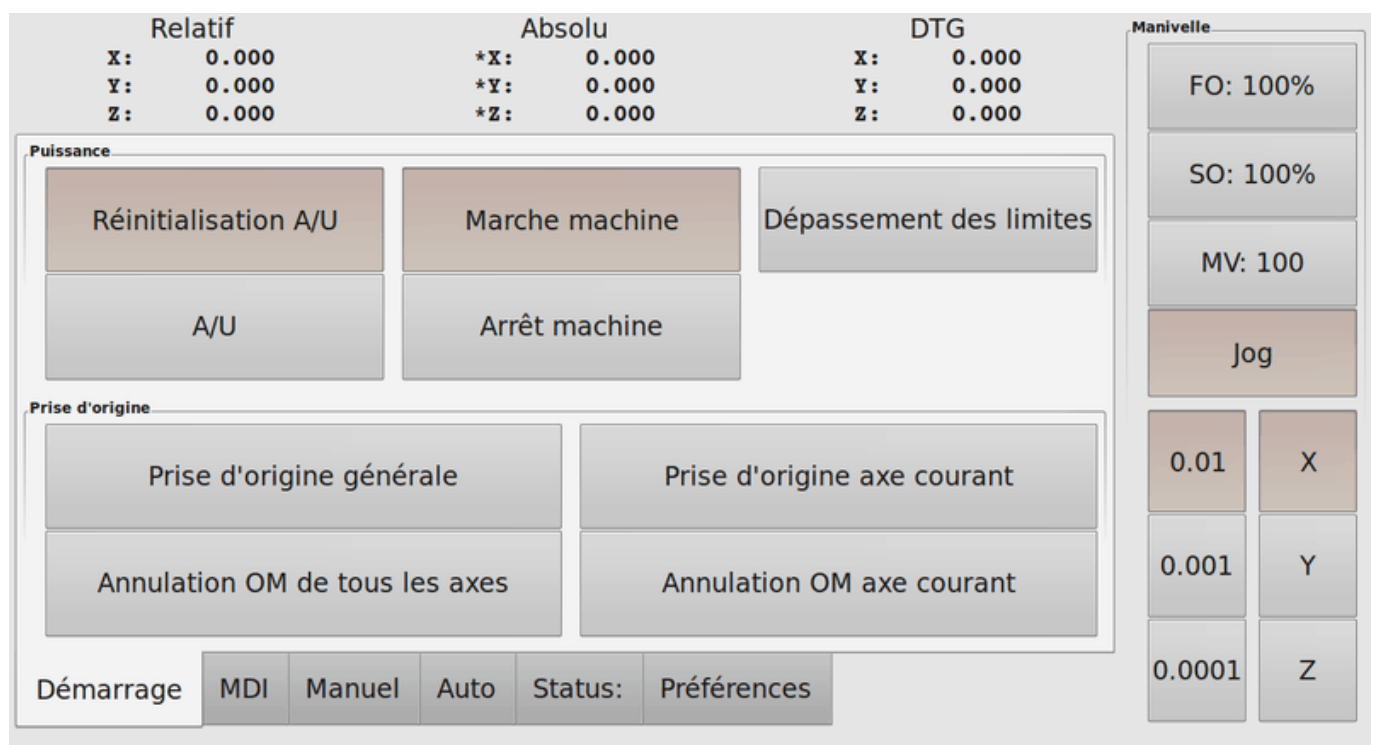 Relatif Absolu DTG
X: 0.000 *X: 0.000 X: 0.000
Y: 0.000 *Y: 0.000 Y: 0.000
Z: 0.000 *Z: 0.000 Z: 0.000
Puissance
Réinitialisation A/U Marche machine Dépassement des limites
A/U Arrêt machine
Prise d'origine
Prise d'origine générale Prise d'origine axe courant
Annulation OM de tous les axes Annulation OM axe courant
Démarrage MDI Manuel Auto Status: Préférences
Manivelle
FO: 100%
SO: 100%
MV: 100
Jog
0.01 X
0.001 Y
0.0001 Z